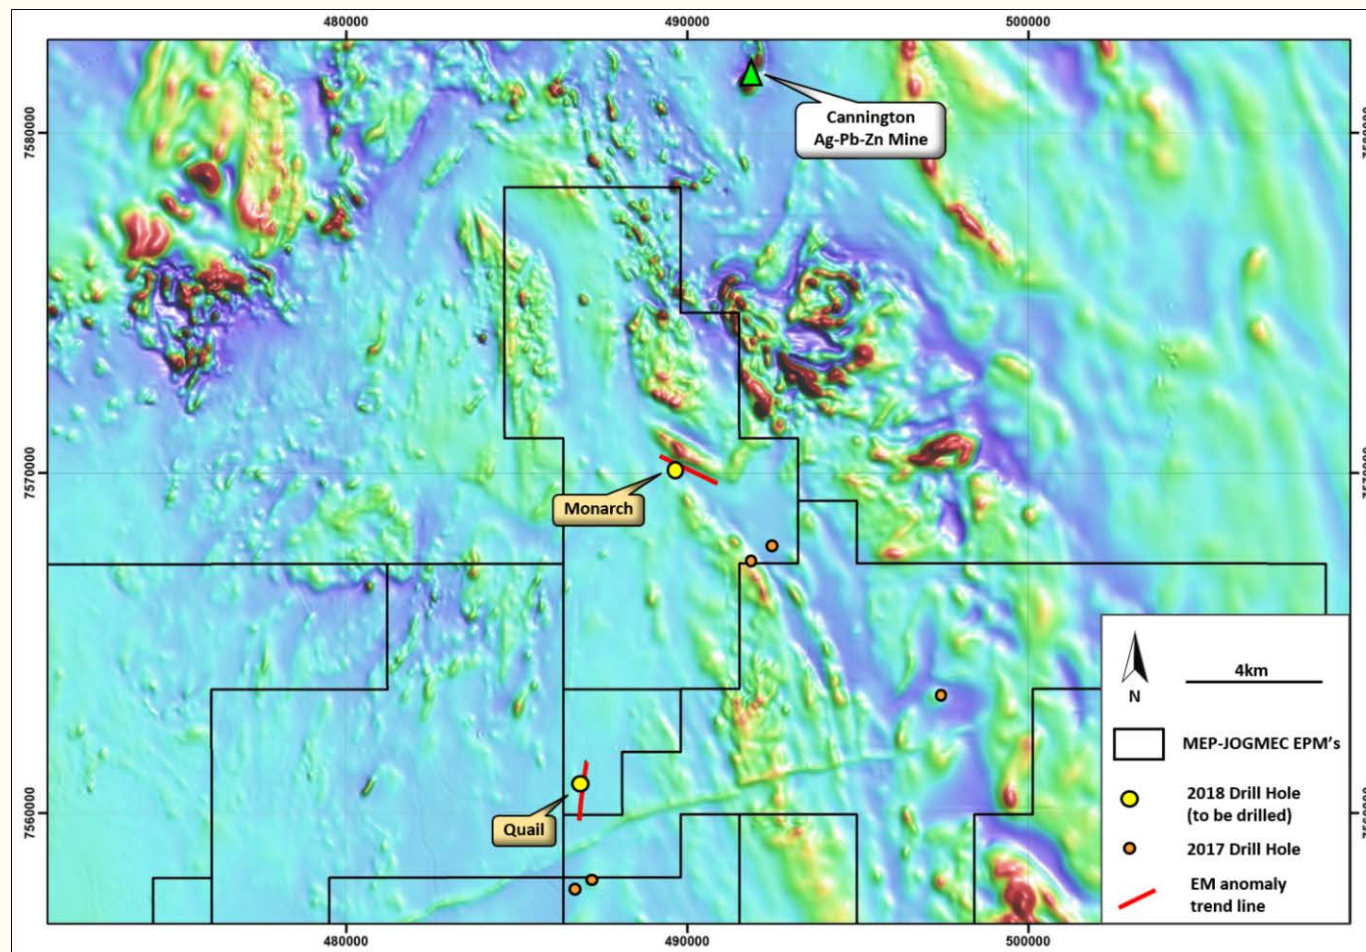 480000
490000
500000
7580000
Cannington
Ag-Pb-Zn Mine
7570000
Monarch
4km
N
MEP-JOGMEC EPM's
2018 Drill Hole
(to be drilled)
7560000
Quail
2017 Drill Hole
EM anomaly
trend line
480000
490000
500000